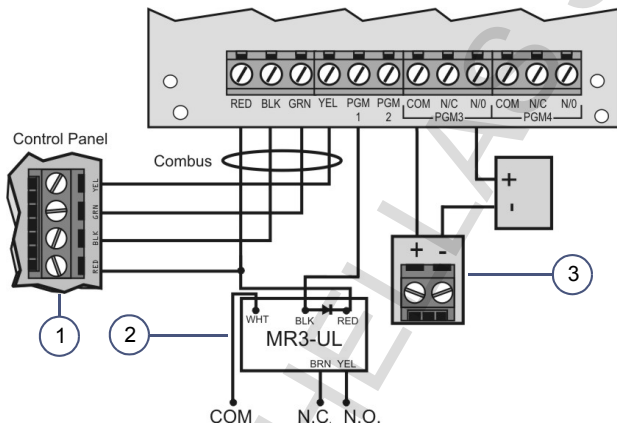 RED BLK GRN YEL PGM 1 PGM 2 COM N/C N/0 COM N/C N/0
PGM3 PGM4
Control Panel
Combus
YEL
GRN
BLK
RED
+ -
+
-
1
2
3
WHT BLK RED
MR3-UL
BRN YEL
COM N.C. N.O.
HELLAS